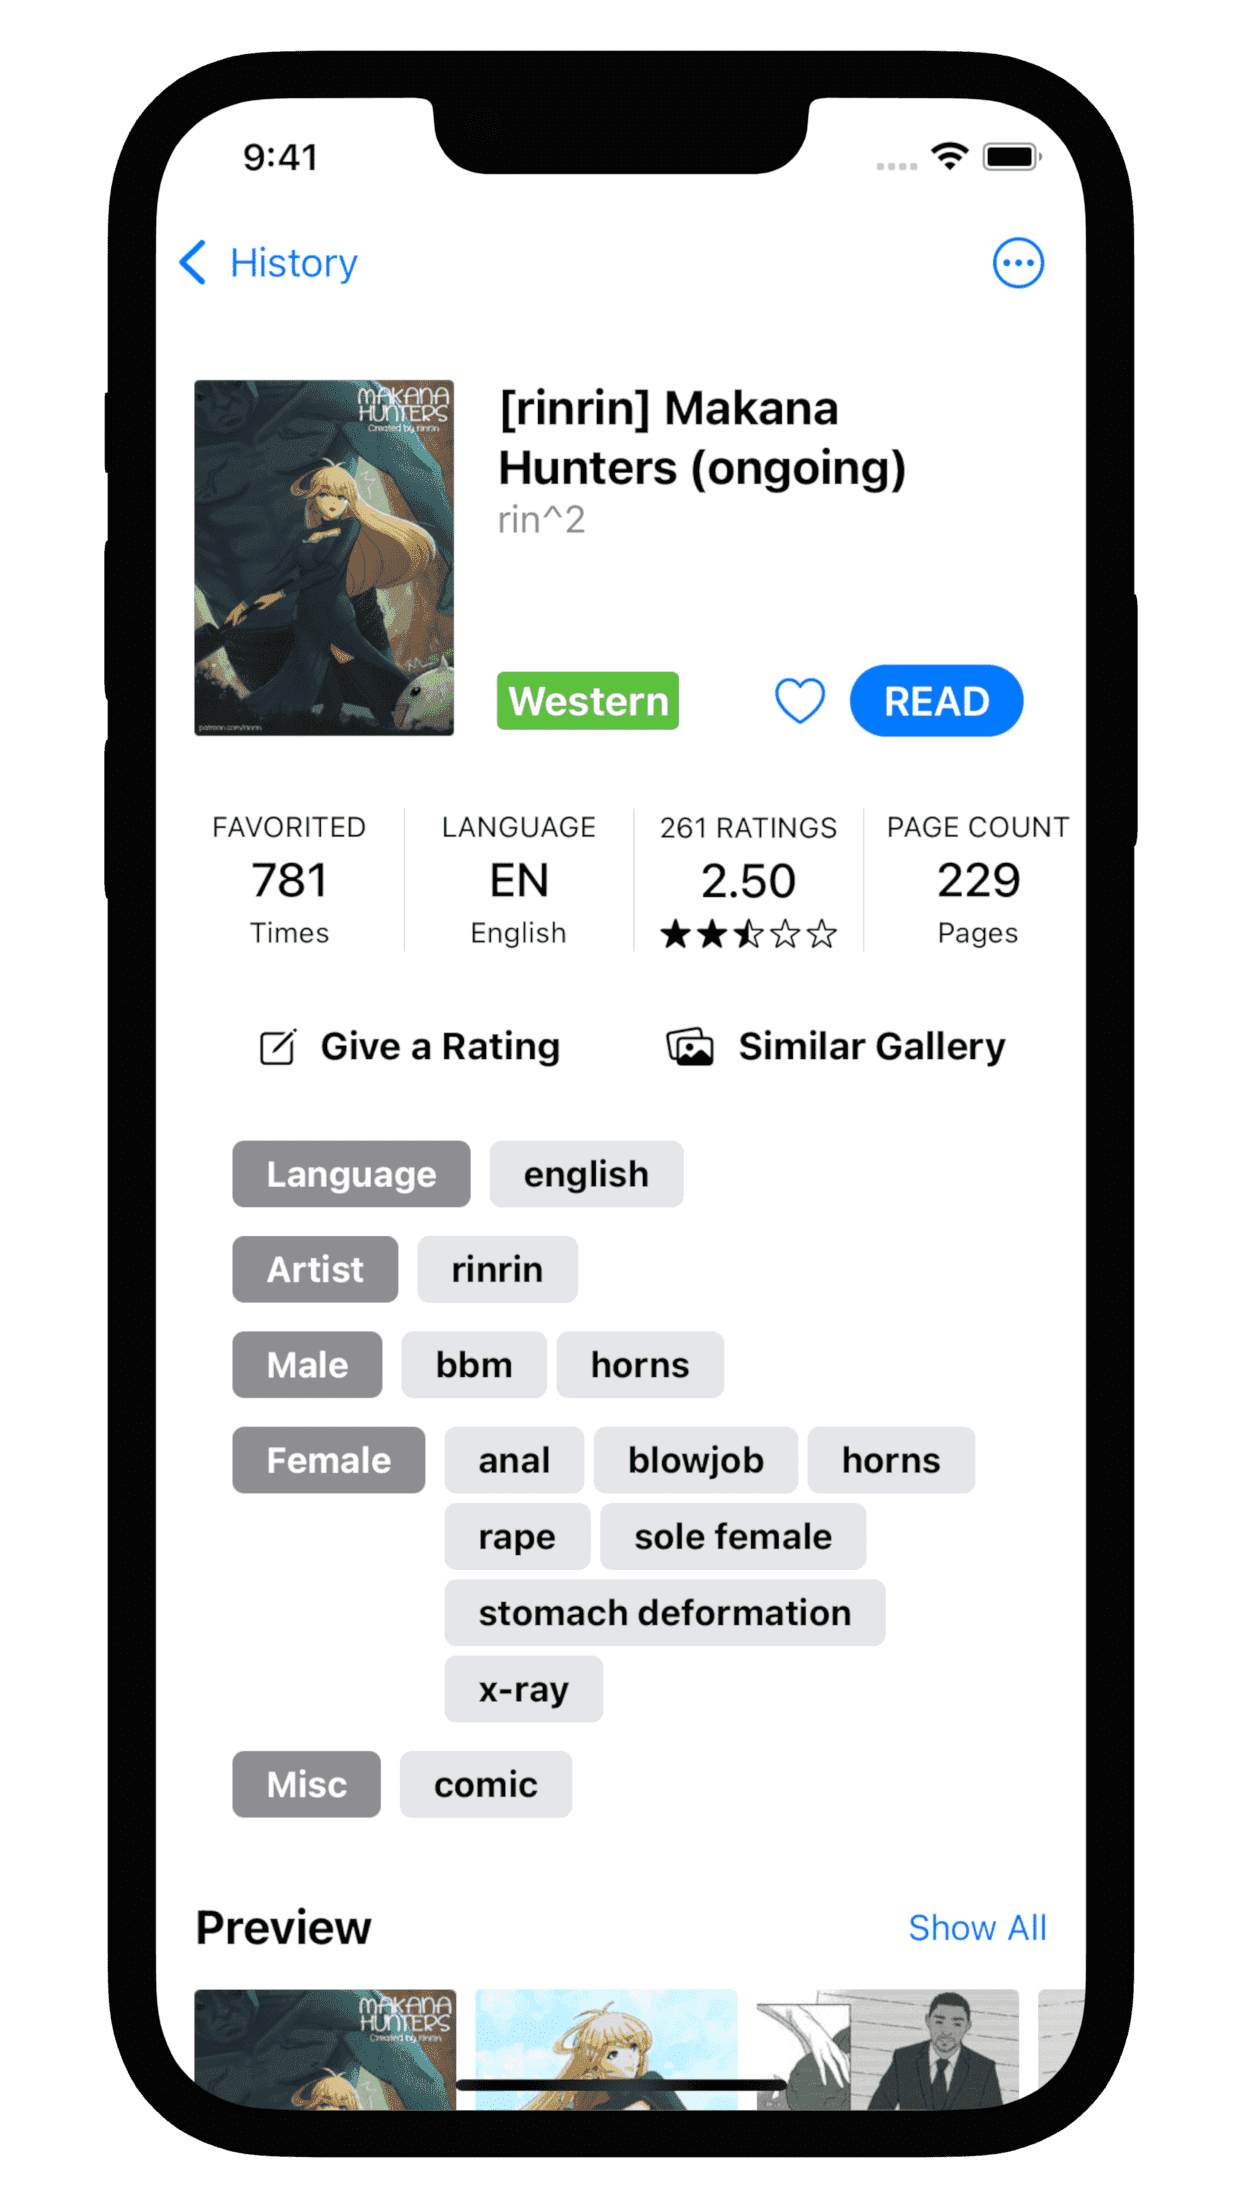 9:41
History
MAKANA
HUNTERS
Created by rinrin
patreon.com/rinrin
[rinrin] Makana
Hunters (ongoing)
rin^2
Western
READ
FAVORITED
781
Times
LANGUAGE
EN
English
261 RATINGS
2.50
PAGE COUNT
229
Pages
Give a Rating
Similar Gallery
Language english
Artist rinrin
Male bbm horns
Female anal blowjob horns
rape sole female
stomach deformation
x-ray
Misc comic
Preview
Show All
MAKANA
HUNTERS
Created by rinrin